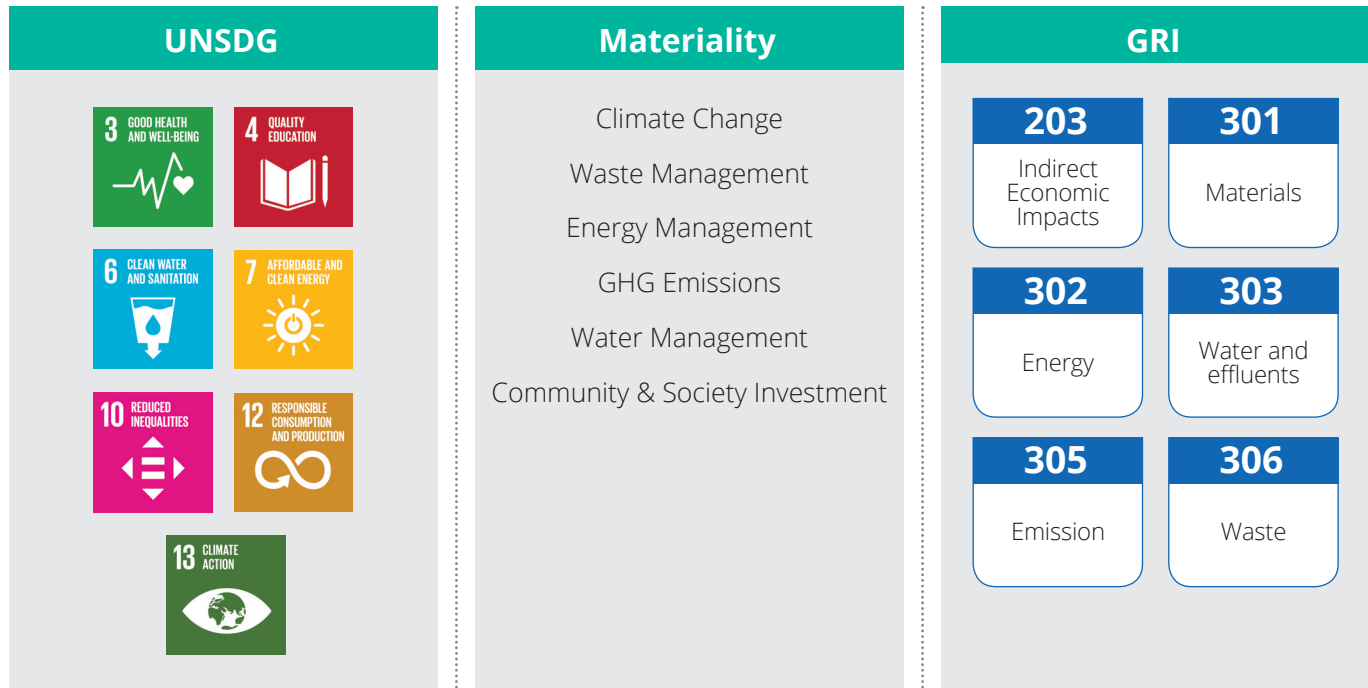 UNSDG
3 GOOD HEALTH
AND WELL-BEING
4 QUALITY
EDUCATION
6 CLEAN WATER
AND SANITATION
7 AFFORDABLE AND
CLEAN ENERGY
10 REDUCED
INEQUALITIES
12 RESPONSIBLE
CONSUMPTION
AND PRODUCTION
13 CLIMATE
ACTION
Materiality
Climate Change
Waste Management
Energy Management
GHG Emissions
Water Management
Community & Society Investment
GRI
203
Indirect
Economic
Impacts
301
Materials
302
Energy
303
Water and
effluents
305
Emission
306
Waste